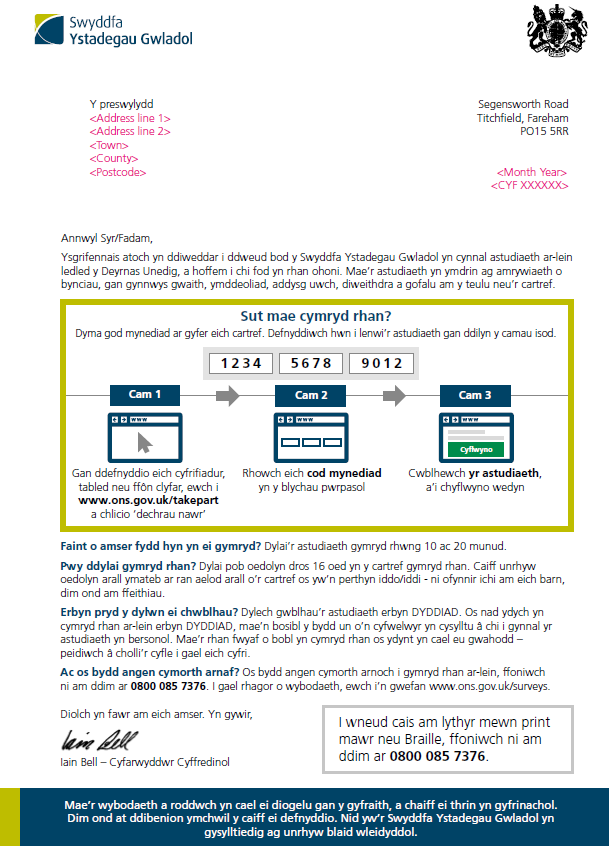 Swyddfa
Ystadegau Gwladol
Y preswylydd
<Address line 1>
<Address line 2>
<Town>
<County>
<Postcode>
Segensworth Road
Titchfield, Fareham
PO15 5RR
<Month Year>
<CYF XXXXXX>
Annwyl Syr/Fadam,
Ysgrifennais atoch yn ddiweddar i ddweud bod y Swyddfa Ystadegau Gwladol yn cynnal astudiaeth ar-lein
ledled y Deyrnas Unedig, a hoffem i chi fod yn rhan ohoni. Mae'r astudiaeth yn ymdrin ag amrywiaeth o
bynciau, gan gynnwys gwaith, ymddeoliad, addysg uwch, diweithdra a gofalu am y teulu neu'r cartref.
Sut mae cymryd rhan?
Dyma god mynediad ar gyfer eich cartref. Defnyddiwch hwn i lenwi'r astudiaeth gan ddilyn y camau isod.
1234 5678 9012
Cam 1
Cam 2
Cam 3
www
www
www
Cyflwyno
Gan ddefnyddio eich cyfrifiadur,
tabled neu ffôn clyfar, ewch i
www.ons.gov.uk/takepart
a chlicio 'dechrau nawr'
Rhowch eich cod mynediad
yn y blychau pwrpasol
Cwblhewch yr astudiaeth,
a'i chyflwyno wedyn
Faint o amser fydd hyn yn ei gymryd? Dylai'r astudiaeth gymryd rhwng 10 ac 20 munud.
Pwy ddylai gymryd rhan? Dylai pob oedolyn dros 16 oed yn y cartref gymryd rhan. Caiff unrhyw
oedolyn arall ymateb ar ran aelod arall o'r cartref os yw'n perthyn iddo/iddi - ni ofynnir ichi am eich barn,
dim ond am ffeithiau.
Erbyn pryd y dylwn ei chwblhau? Dylech gwblhau'r astudiaeth erbyn DYDDIAD. Os nad ydych yn
cymryd rhan ar-lein erbyn DYDDIAD, mae'n bosibl y bydd un o'n cyfwelwyr yn cysylltu â chi i gynnal yr
astudiaeth yn bersonol. Mae'r rhan fwyaf o bobl yn cymryd rhan os ydynt yn cael eu gwahodd –
peidiwch â cholli'r cyfle i gael eich cyfri.
Ac os bydd angen cymorth arnaf? Os bydd angen cymorth arnoch i gymryd rhan ar-lein, ffoniwch
ni am ddim ar 0800 085 7376. I gael rhagor o wybodaeth, ewch i'n gwefan www.ons.gov.uk/surveys.
Diolch yn fawr am eich amser. Yn gywir,
Iain Bell
Iain Bell – Cyfarwyddwr Cyffredinol
I wneud cais am lythyr mewn print
mawr neu Braille, ffoniwch ni am
ddim ar 0800 085 7376.
Mae'r wybodaeth a roddwch yn cael ei diogelu gan y gyfraith, a chaiff ei thrin yn gyfrinachol.
Dim ond at ddibenion ymchwil y caiff ei defnyddio. Nid yw'r Swyddfa Ystadegau Gwladol yn
gysylltiedig ag unrhyw blaid wleidyddol.